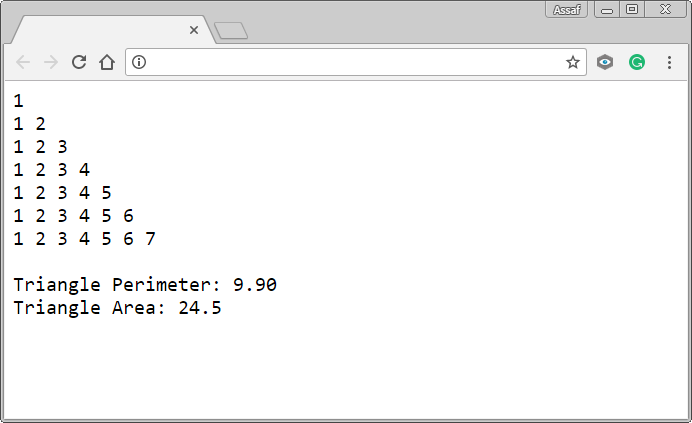 Assaf
1
1 2
1 2 3
1 2 3 4
1 2 3 4 5
1 2 3 4 5 6
1 2 3 4 5 6 7
Triangle Perimeter: 9.90
Triangle Area: 24.5